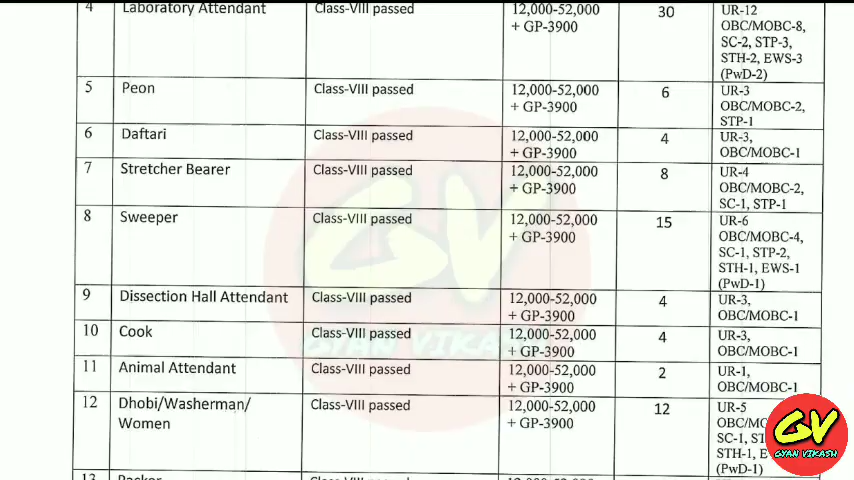 4 Laboratory Attendant Class-VIII passed 12,000-52,000 30 UR-12
+ GP-3900 OBC/MOBC-8,
SC-2, STP-3,
STH-2, EWS-3
(PwD-2)
5 Peon Class-VIII passed 12,000-52,000 6 UR-3
+ GP-3900 OBC/MOBC-2,
STP-1
6 Daftari Class-VIII passed 12,000-52,000 4 UR-3,
+ GP-3900 OBC/MOBC-1
7 Stretcher Bearer Class-VIII passed 12,000-52,000 8 UR-4
+ GP-3900 OBC/MOBC-2,
SC-1, STP-1
8 Sweeper Class-VIII passed 12,000-52,000 15 UR-6
+ GP-3900 OBC/MOBC-4,
SC-1, STP-2,
STH-1, EWS-1
(PwD-1)
9 Dissection Hall Attendant Class-VIII passed 12,000-52,000 4 UR-3,
+ GP-3900 OBC/MOBC-1
10 Cook Class-VIII passed 12,000-52,000 4 UR-3,
+ GP-3900 OBC/MOBC-1
11 Animal Attendant Class-VIII passed 12,000-52,000 2 UR-1,
+ GP-3900 OBC/MOBC-1
12 Dhobi/Washerman/ Class-VIII passed 12,000-52,000 12 UR-5
Women + GP-3900
SC-1,
STH-1,
(PwD-1)
13 Packer Class-VIII passed 12,000-52,000
GV
GYAN VIKASH
GV
GYAN VIKASH